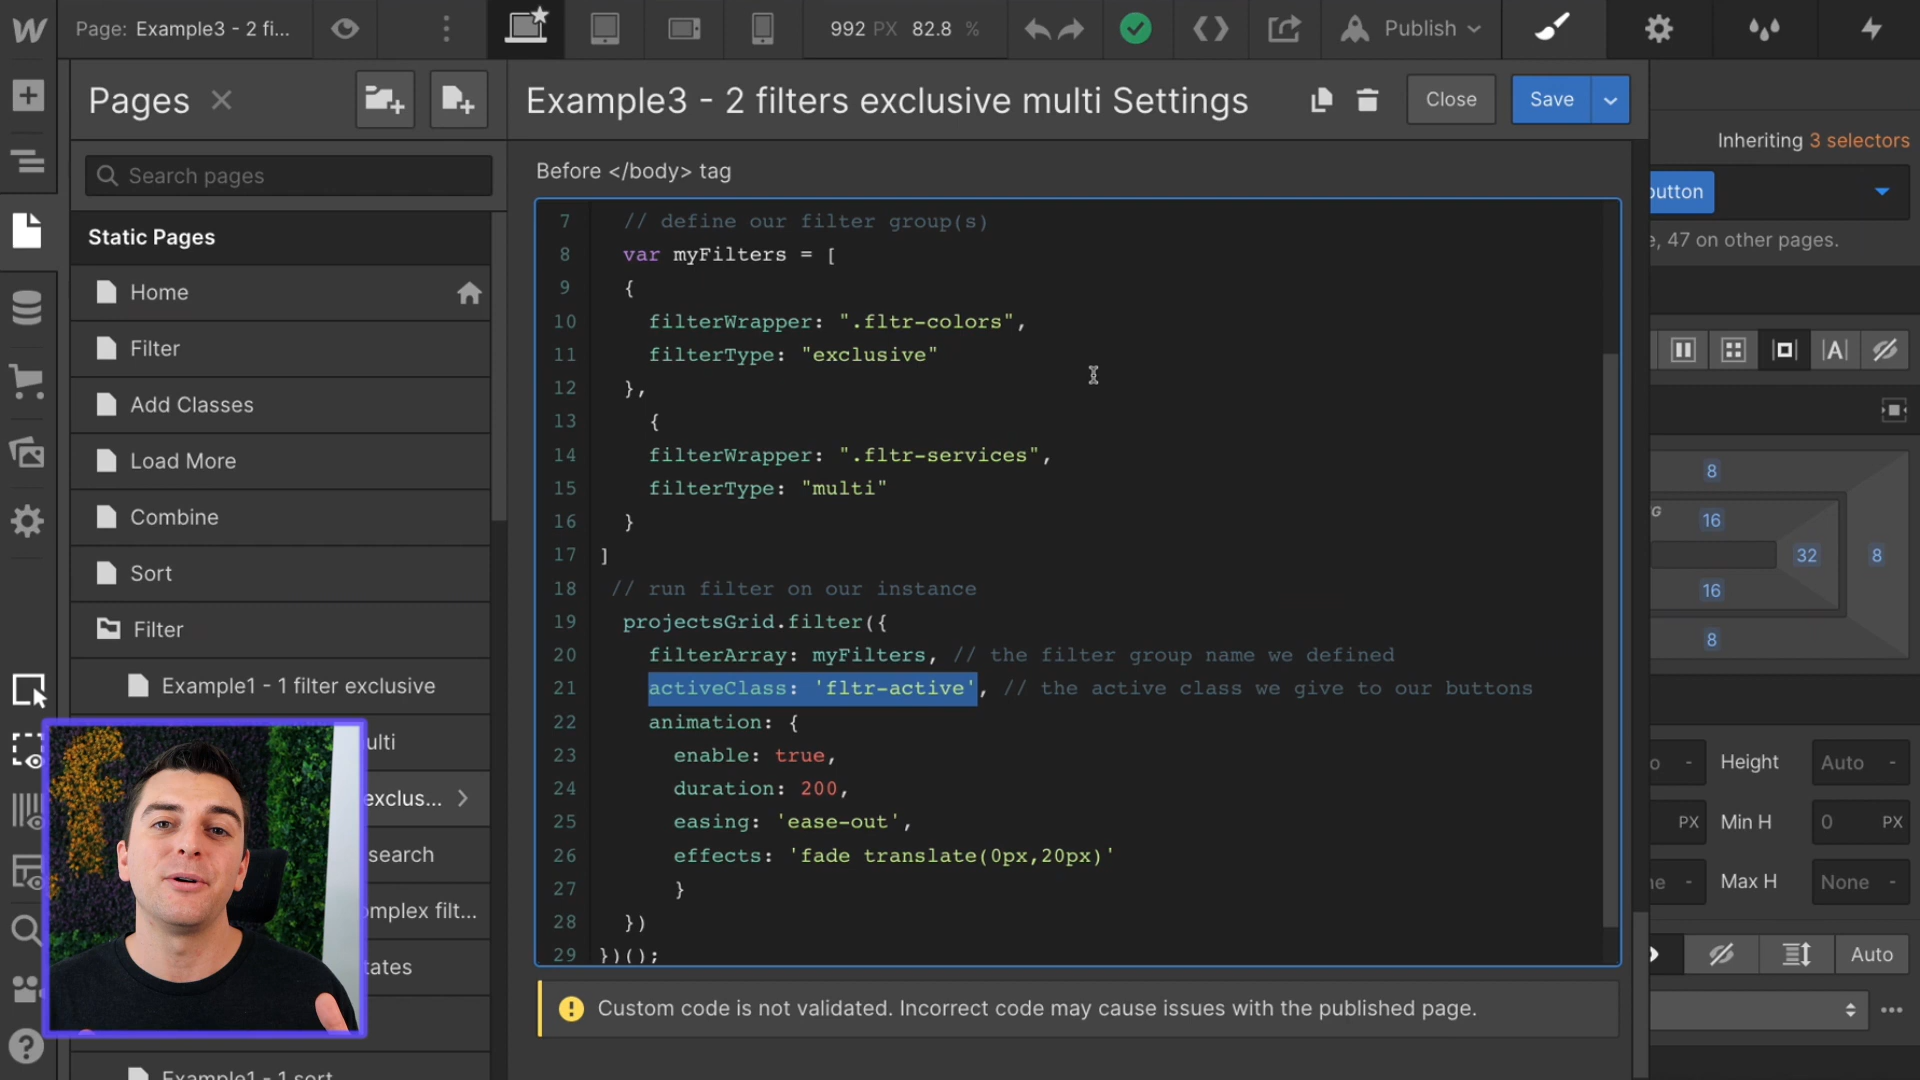 Page: Example3 - 2 fi...
992 PX 82.8 %
Publish
Pages
Example3 - 2 filters exclusive multi Settings
Close
Save
Inheriting 3 selectors
Before </body> tag
Search pages
button
e, 47 on other pages.
Static Pages
Home
Filter
Add Classes
Load More
Combine
Sort
Filter
Example1 - 1 filter exclusive
ulti
exclus...
search
omplex filt...
tates
Example1 - 1 sort
7 // define our filter group(s)
8 var myFilters = [
9 {
10 filterWrapper: ".fltr-colors",
11 filterType: "exclusive"
12 },
13 {
14 filterWrapper: ".fltr-services",
15 filterType: "multi"
16 }
17 ]
18 // run filter on our instance
19 projectsGrid.filter({
20 filterArray: myFilters, // the filter group name we defined
21 activeClass: 'fltr-active', // the active class we give to our buttons
22 animation: {
23 enable: true,
24 duration: 200,
25 easing: 'ease-out',
26 effects: 'fade translate(0px,20px)'
27 }
28 })
29 })();
Custom code is not validated. Incorrect code may cause issues with the published page.
8
G
16
32
8
16
8
o - Height Auto -
PX Min H 0 PX
ne - Max H None -
Auto